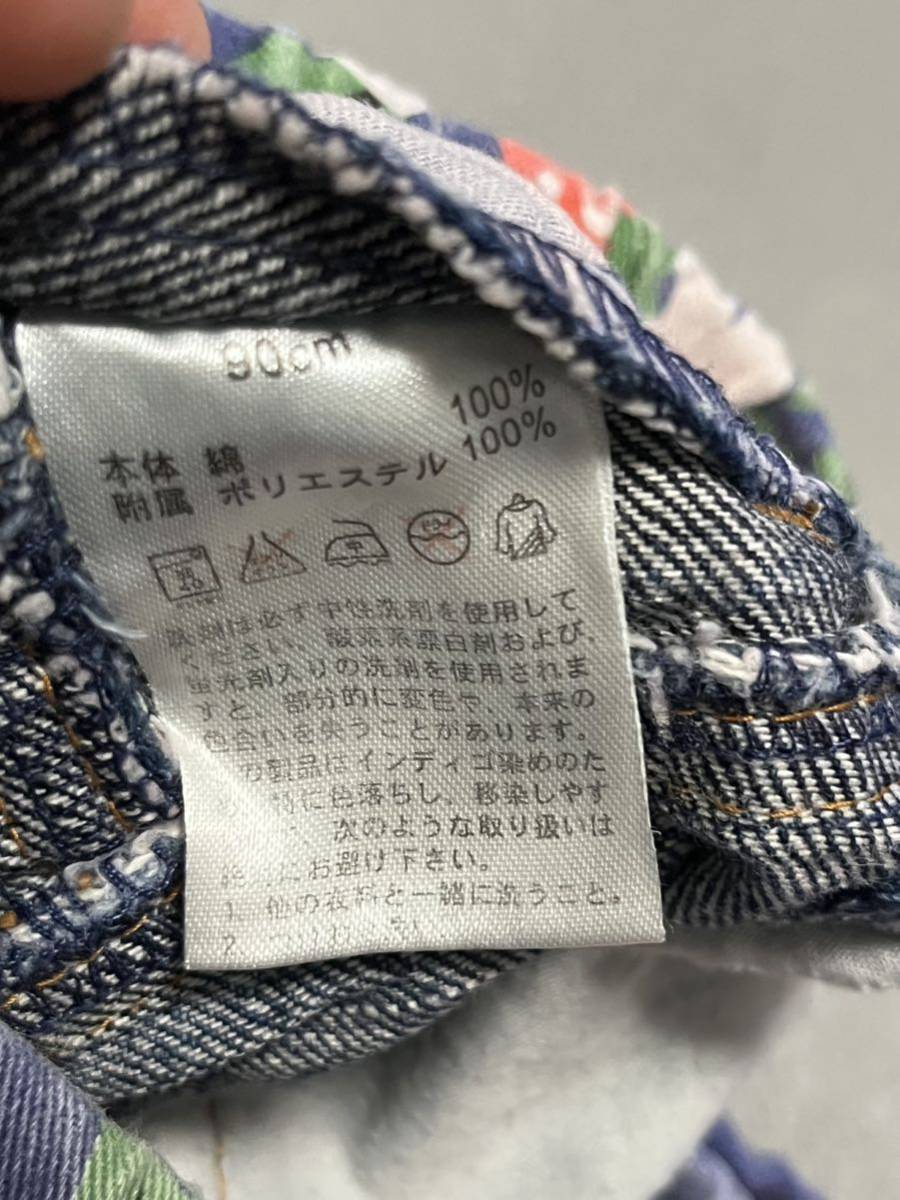 90cm
本体 綿 100%
附属 ポリエステル 100%
中
洗剤は必ず中性洗剤を使用して
ください。酸素系漂白剤および、
蛍光剤入りの洗剤を使用されま
すと、部分的に変色や、本来の
色合いを失うことがあります。
の製品はインディゴ染めのた
特に色落ちし、移染しやす
次のような取り扱いは
にお避け下さい。
1. 他の衣料と一緒に洗うこと。
2.